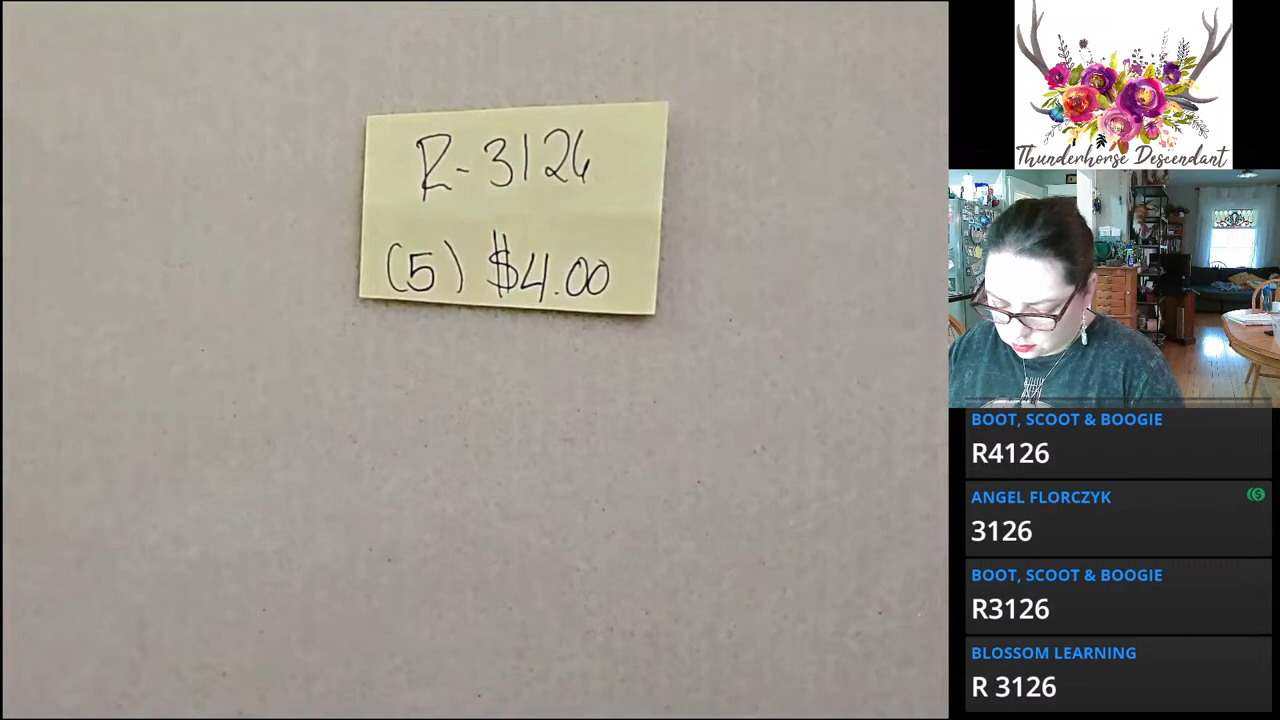 R-3126
(5) $4.00
Thunderhorse Descendant
BOOT, SCOOT & BOOGIE
R4126
ANGEL FLORCZYK
3126
BOOT, SCOOT & BOOGIE
R3126
BLOSSOM LEARNING
R 3126